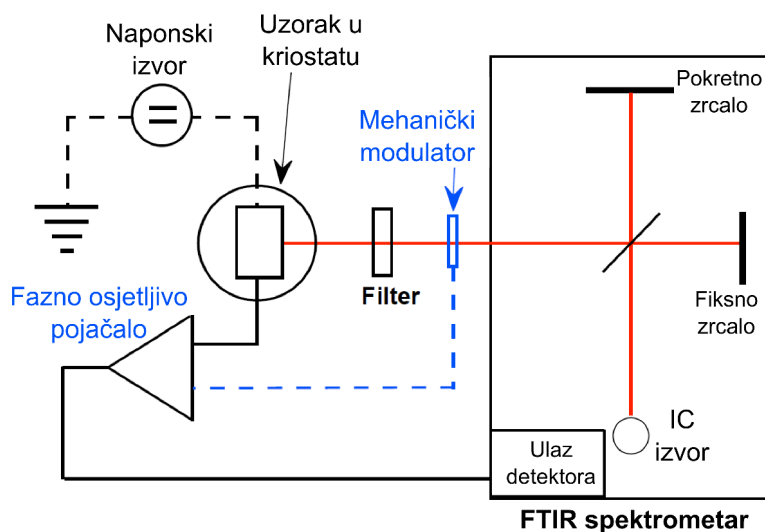 Naponski
izvor
Uzorak u
kriostatu
Mehanički
modulator
Pokretno
zrcalo
Filter
Fiksno
zrcalo
Fazno osjetljivo
pojačalo
IC
izvor
Ulaz
detektora
FTIR spektrometar